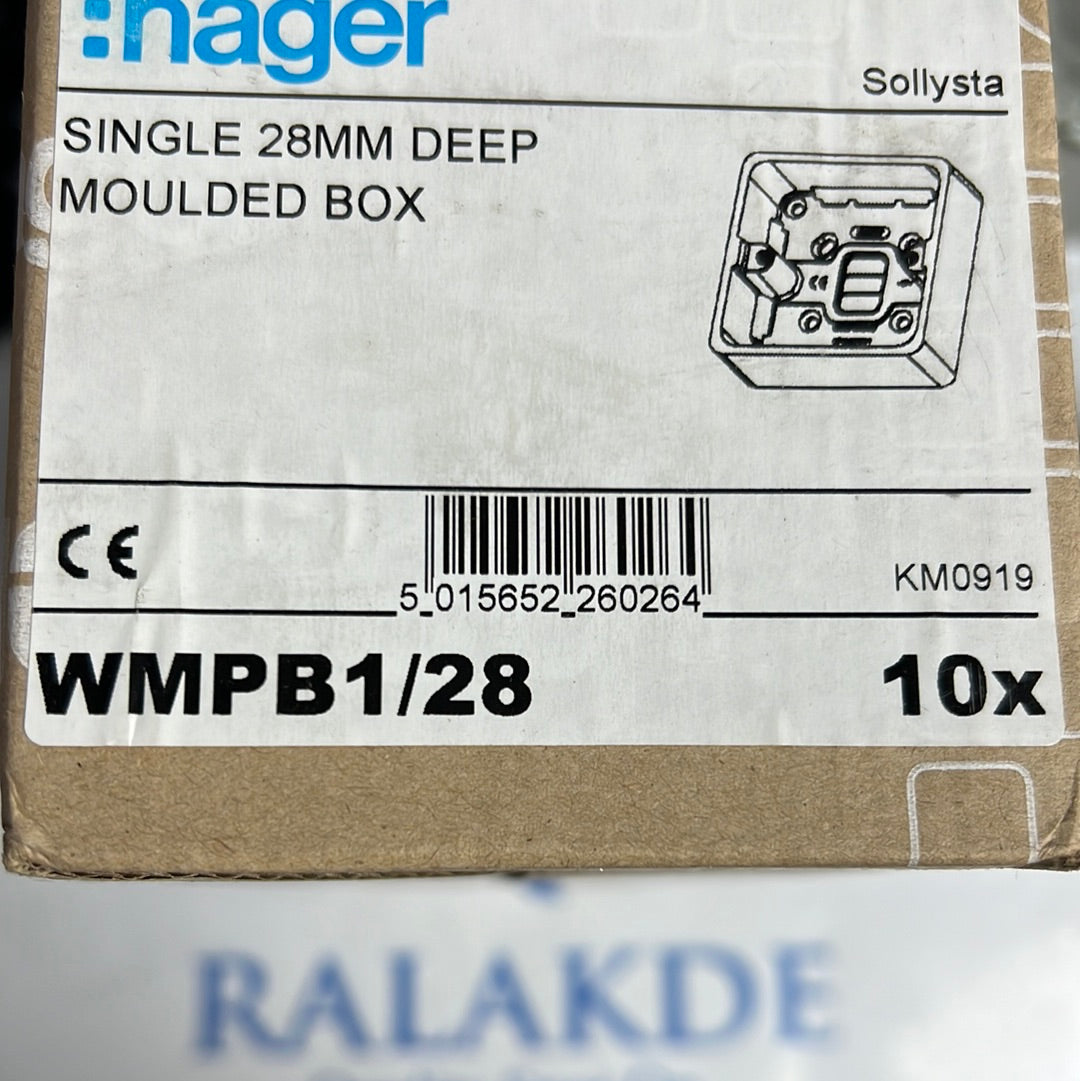 :hager
Sollysta
SINGLE 28MM DEEP
MOULDED BOX
CE
5 015652 260264
KM0919
WMPB1/28
10x
RALAKDE